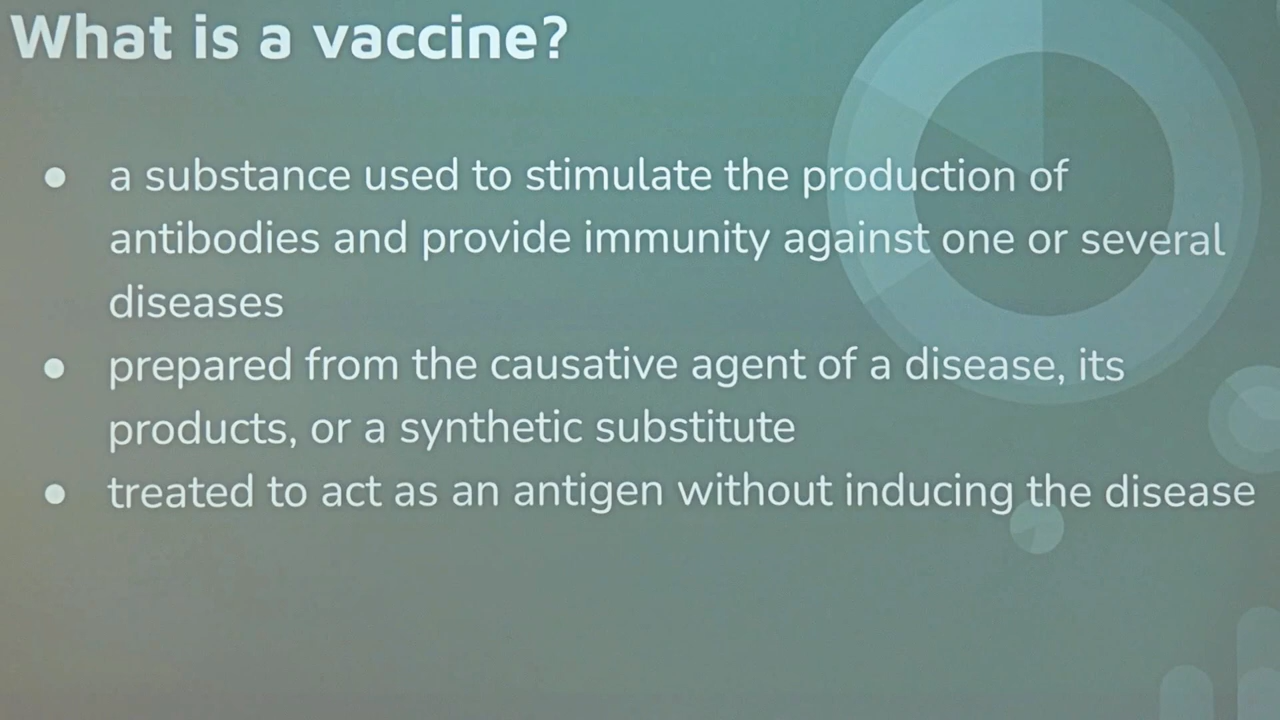 What is a vaccine?
● a substance used to stimulate the production of
antibodies and provide immunity against one or several
diseases
● prepared from the causative agent of a disease, its
products, or a synthetic substitute
● treated to act as an antigen without inducing the disease